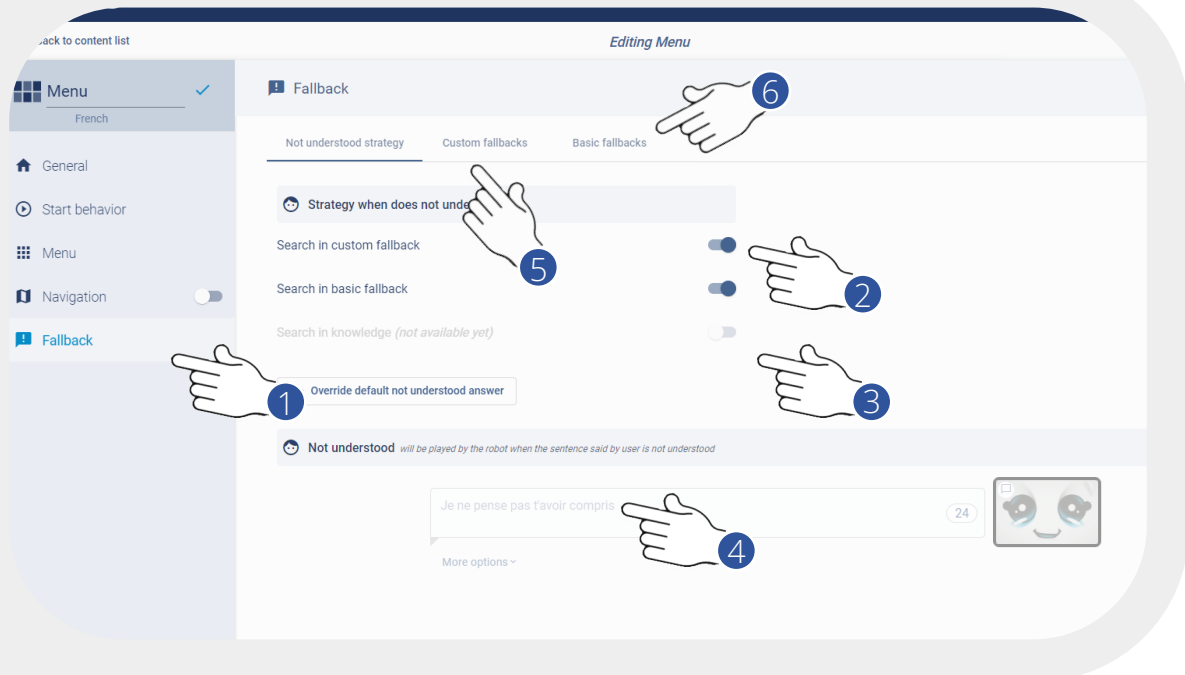 ack to content list
Editing Menu
Menu
French
Fallback
6
Not understood strategy
Custom fallbacks
Basic fallbacks
General
Start behavior
Menu
Navigation
Fallback
Strategy when does not unde
5
Search in custom fallback
2
Search in basic fallback
Search in knowledge (not available yet)
1
Override default not understood answer
3
Not understood will be played by the robot when the sentence said by user is not understood
Je ne pense pas t'avoir compris
24
4
More options